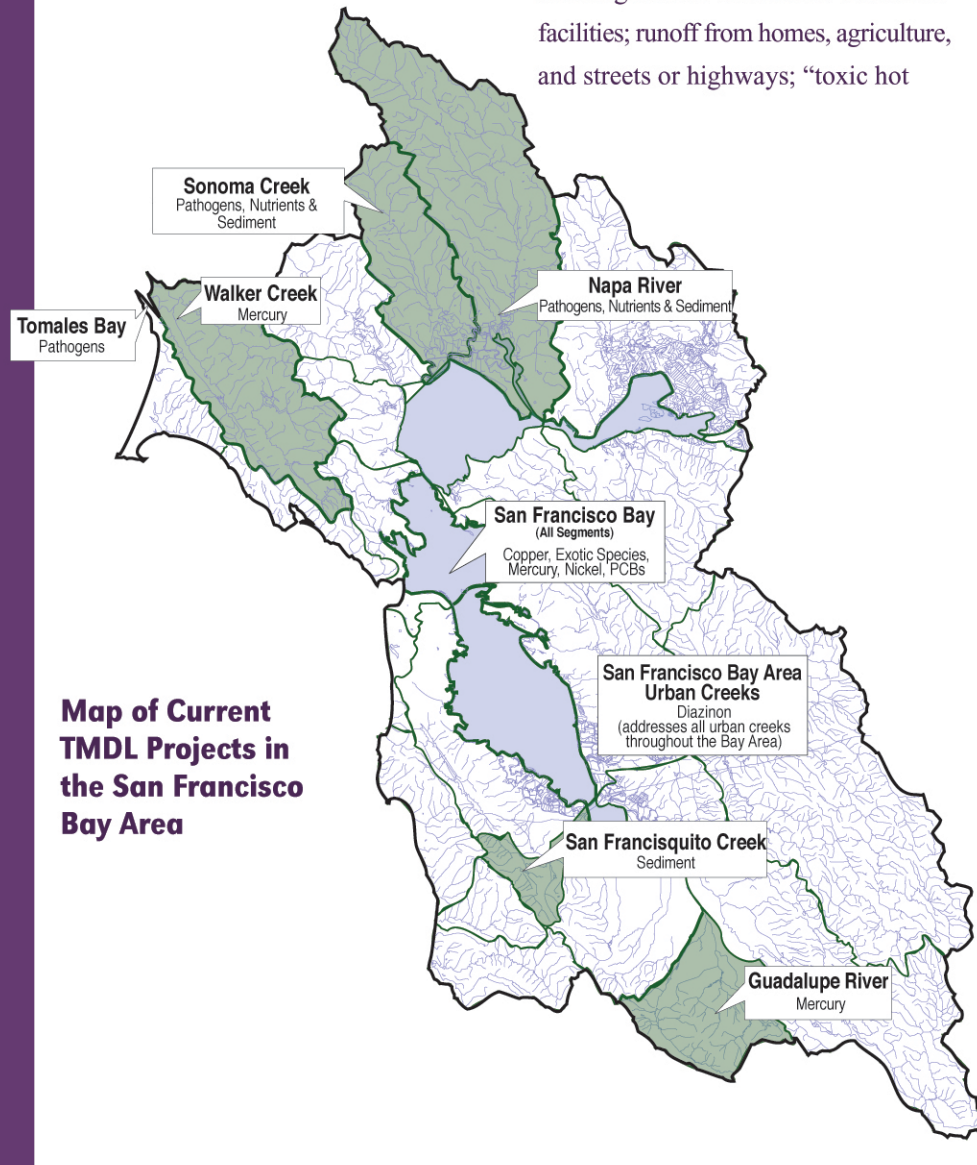 facilities; runoff from homes, agriculture,
and streets or highways; “toxic hot
Sonoma Creek
Pathogens, Nutrients &
Sediment
Walker Creek
Mercury
Napa River
Pathogens, Nutrients & Sediment
Tomales Bay
Pathogens
San Francisco Bay
(All Segments)
Copper, Exotic Species,
Mercury, Nickel, PCBs
San Francisco Bay Area
Urban Creeks
Diazinon
(addresses all urban creeks
throughout the Bay Area)
Map of Current
TMDL Projects in
the San Francisco
Bay Area
San Francisquito Creek
Sediment
Guadalupe River
Mercury